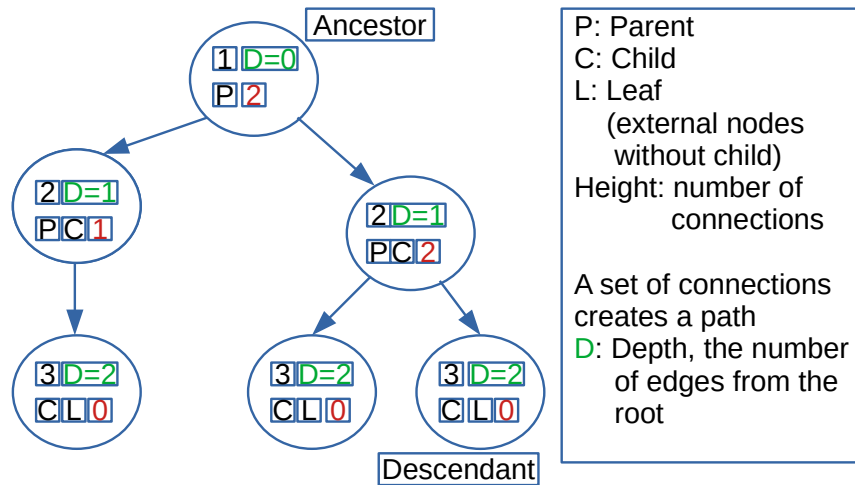 Ancestor
1 D=0
P 2
2 D=1
P C 1
2 D=1
P C 2
3 D=2
C L 0
3 D=2
C L 0
3 D=2
C L 0
Descendant
P: Parent
C: Child
L: Leaf
(external nodes
without child)
Height: number of
connections
A set of connections
creates a path
D: Depth, the number
of edges from the
root